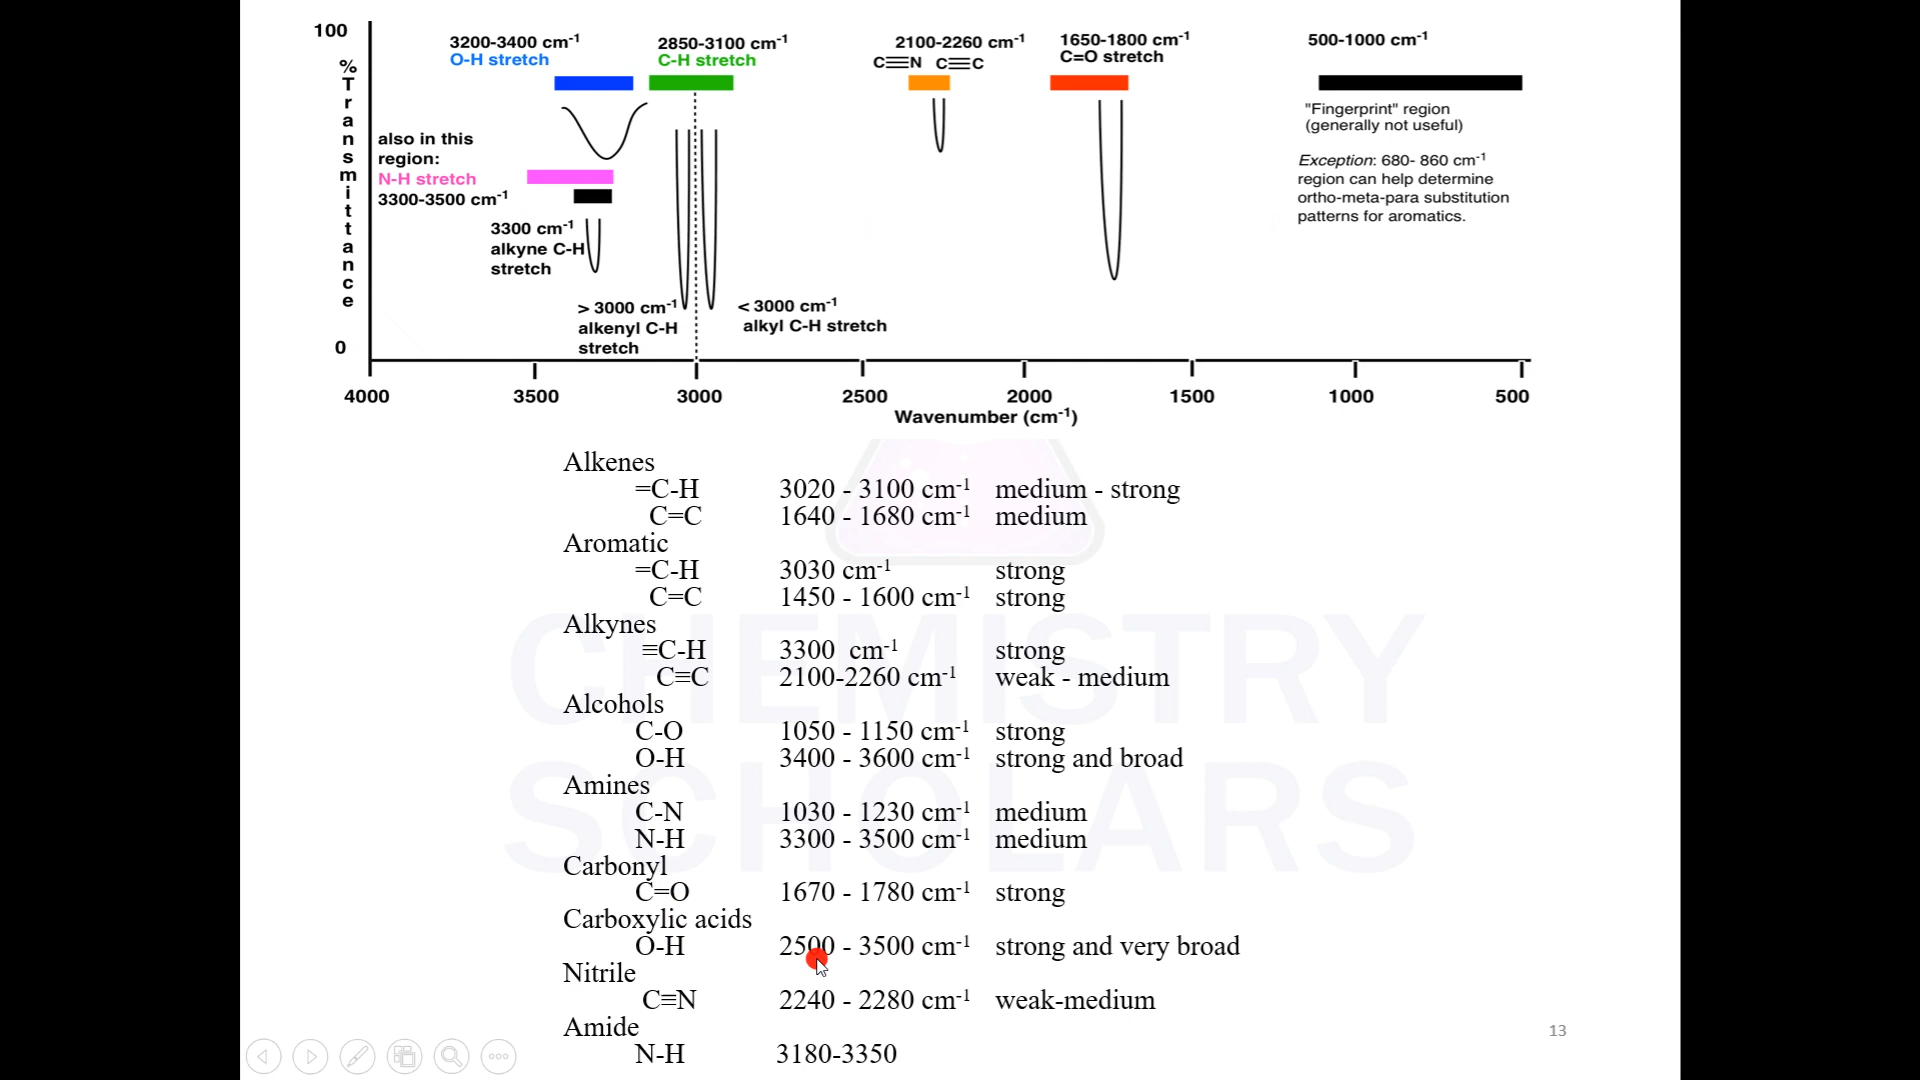 100
3200-3400 cm-1
O-H stretch
2850-3100 cm-1
C-H stretch
2100-2260 cm-1
C≡N C≡C
1650-1800 cm-1
C=O stretch
500-1000 cm-1
% Transmittance
"Fingerprint" region
(generally not useful)
also in this
region:
N-H stretch
3300-3500 cm-1
Exception: 680- 860 cm-1
region can help determine
ortho-meta-para substitution
patterns for aromatics.
3300 cm-1
alkyne C-H
stretch
> 3000 cm-1
alkenyl C-H
stretch
< 3000 cm-1
alkyl C-H stretch
0
4000 3500 3000 2500 2000 1500 1000 500
Wavenumber (cm-1)
Alkenes
=C-H 3020 - 3100 cm-1 medium - strong
C=C 1640 - 1680 cm-1 medium
Aromatic
=C-H 3030 cm-1 strong
C=C 1450 - 1600 cm-1 strong
Alkynes
≡C-H 3300 cm-1 strong
C≡C 2100-2260 cm-1 weak - medium
Alcohols
C-O 1050 - 1150 cm-1 strong
O-H 3400 - 3600 cm-1 strong and broad
Amines
C-N 1030 - 1230 cm-1 medium
N-H 3300 - 3500 cm-1 medium
Carbonyl
C=O 1670 - 1780 cm-1 strong
Carboxylic acids
O-H 2500 - 3500 cm-1 strong and very broad
Nitrile
C≡N 2240 - 2280 cm-1 weak-medium
Amide
N-H 3180-3350
CHEMISTRY
SCHOLARS
13